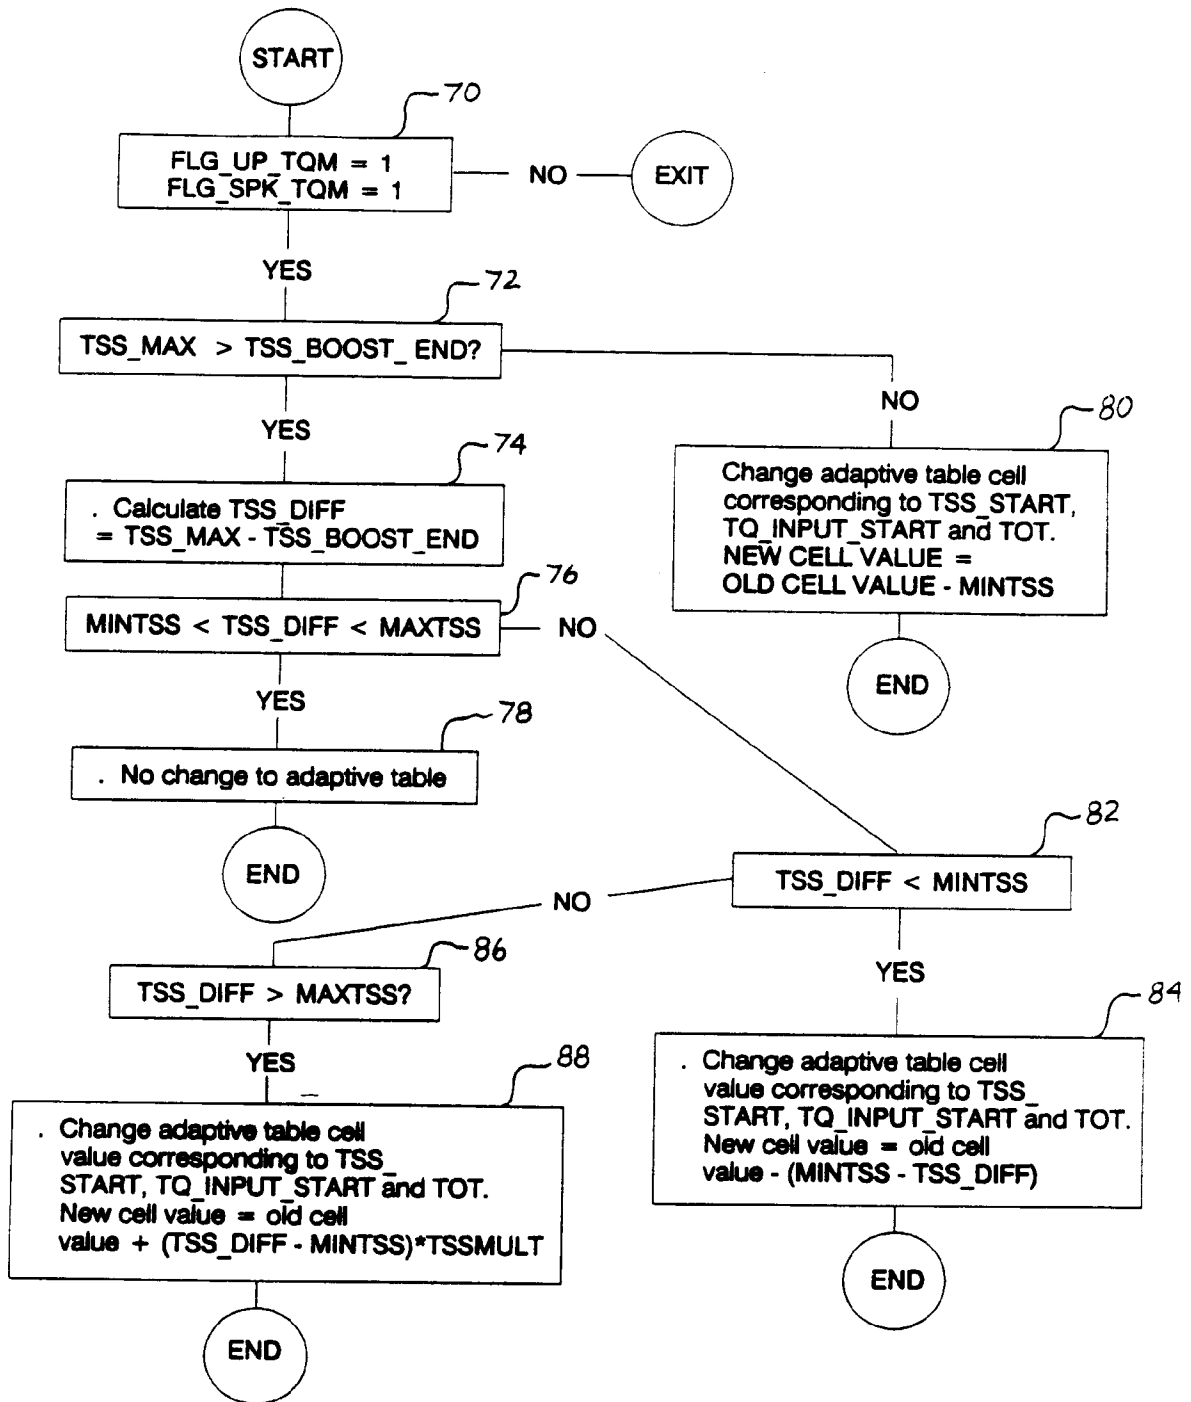 START
70
FLG_UP_TQM = 1
FLG_SPK_TQM = 1
NO
EXIT
YES
72
TSS_MAX > TSS_BOOST_ END?
NO
YES
80
74
. Calculate TSS_DIFF
= TSS_MAX - TSS_BOOST_END
Change adaptive table cell
corresponding to TSS_START,
TQ_INPUT_START and TOT.
NEW CELL VALUE =
OLD CELL VALUE - MINTSS
76
MINTSS < TSS_DIFF < MAXTSS
NO
END
YES
78
. No change to adaptive table
END
82
TSS_DIFF < MINTSS
NO
86
TSS_DIFF > MAXTSS?
YES
84
. Change adaptive table cell
value corresponding to TSS_
START, TQ_INPUT_START and TOT.
New cell value = old cell
value - (MINTSS - TSS_DIFF)
END
YES
88
. Change adaptive table cell
value corresponding to TSS_
START, TQ_INPUT_START and TOT.
New cell value = old cell
value + (TSS_DIFF - MINTSS)*TSSMULT
END